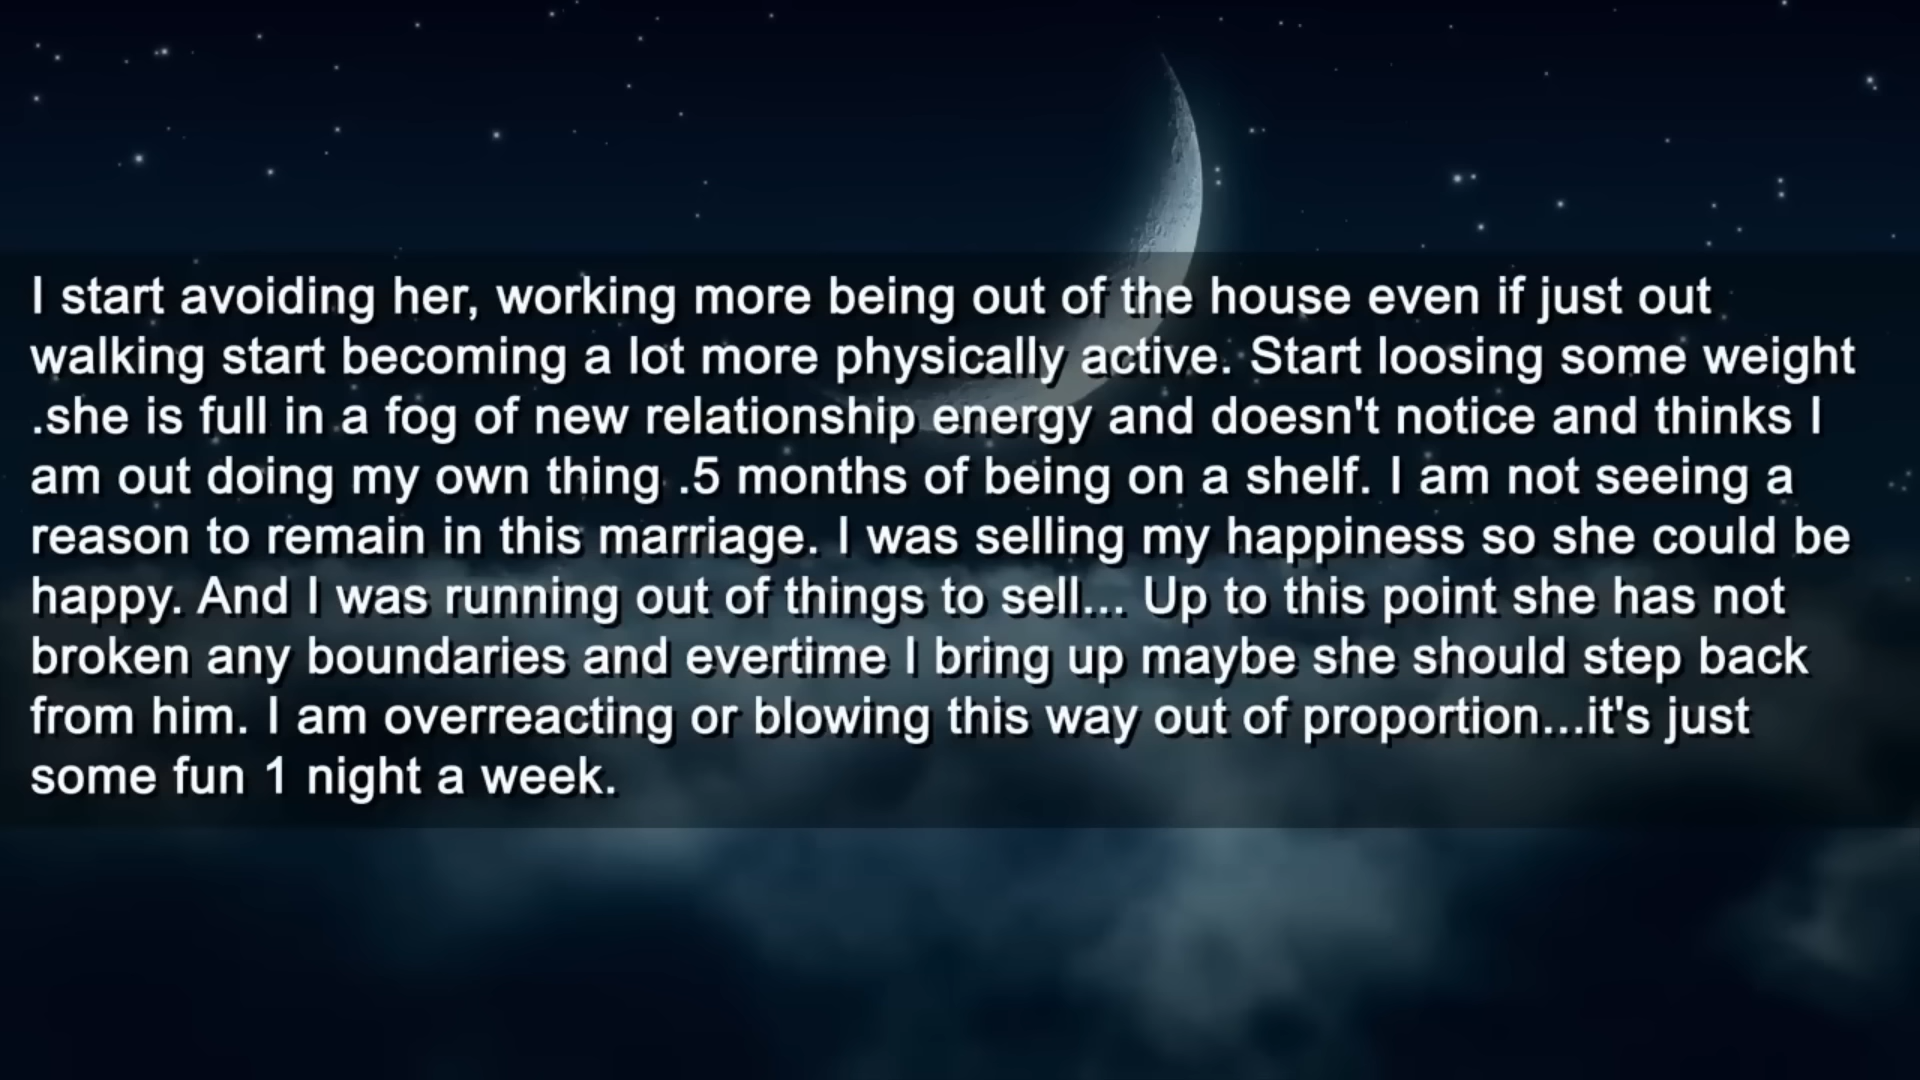 I start avoiding her, working more being out of the house even if just out
walking start becoming a lot more physically active. Start loosing some weight
.she is full in a fog of new relationship energy and doesn't notice and thinks I
am out doing my own thing .5 months of being on a shelf. I am not seeing a
reason to remain in this marriage. I was selling my happiness so she could be
happy. And I was running out of things to sell... Up to this point she has not
broken any boundaries and evertime I bring up maybe she should step back
from him. I am overreacting or blowing this way out of proportion...it's just
some fun 1 night a week.